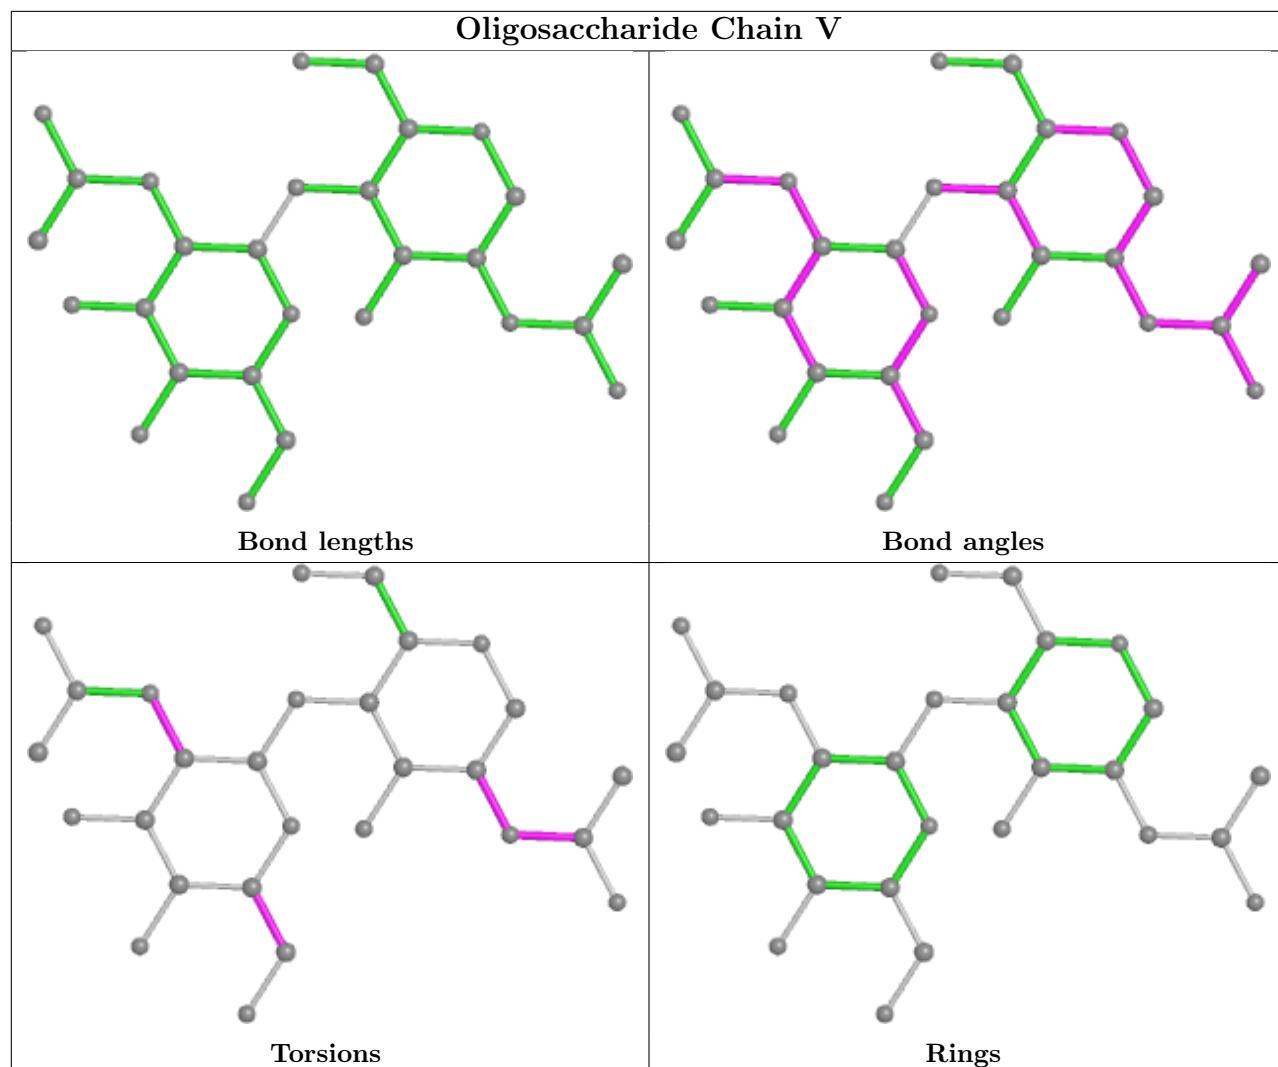 Oligosaccharide Chain V
Bond lengths
Bond angles
Torsions
Rings